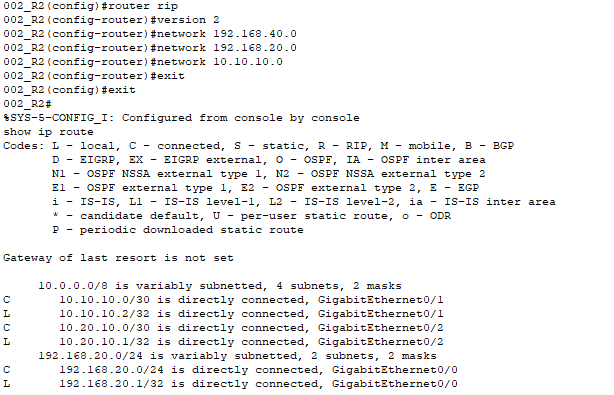 002_R2(config)#router rip
002_R2(config-router)#version 2
002_R2(config-router)#network 192.168.40.0
002_R2(config-router)#network 192.168.20.0
002_R2(config-router)#network 10.10.10.0
002_R2(config-router)#exit
002_R2(config)#exit
002_R2#
%SYS-5-CONFIG_I: Configured from console by console
show ip route
Codes: L - local, C - connected, S - static, R - RIP, M - mobile, B - BGP
D - EIGRP, EX - EIGRP external, O - OSPF, IA - OSPF inter area
N1 - OSPF NSSA external type 1, N2 - OSPF NSSA external type 2
E1 - OSPF external type 1, E2 - OSPF external type 2, E - EGP
i - IS-IS, L1 - IS-IS level-1, L2 - IS-IS level-2, ia - IS-IS inter area
* - candidate default, U - per-user static route, o - ODR
P - periodic downloaded static route
Gateway of last resort is not set
10.0.0.0/8 is variably subnetted, 4 subnets, 2 masks
C 10.10.10.0/30 is directly connected, GigabitEthernet0/1
L 10.10.10.2/32 is directly connected, GigabitEthernet0/1
C 10.20.10.0/30 is directly connected, GigabitEthernet0/2
L 10.20.10.1/32 is directly connected, GigabitEthernet0/2
192.168.20.0/24 is variably subnetted, 2 subnets, 2 masks
C 192.168.20.0/24 is directly connected, GigabitEthernet0/0
L 192.168.20.1/32 is directly connected, GigabitEthernet0/0